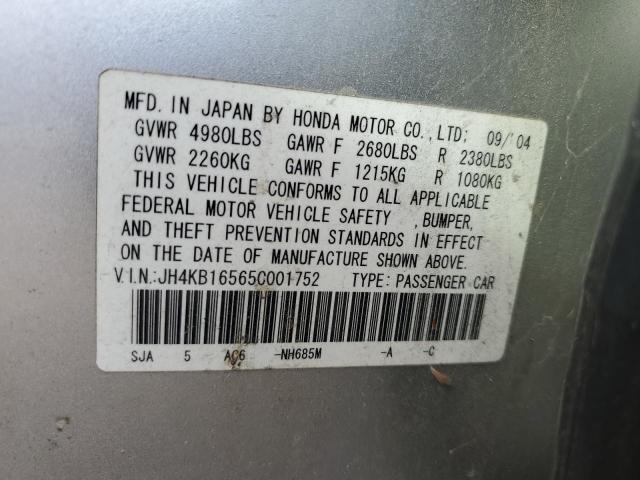 MFD. IN JAPAN BY HONDA MOTOR CO.,LTD; 09/'04
GVWR 4980LBS GAWR F 2680LBS R 2380LBS
GVWR 2260KG GAWR F 1215KG R 1080KG
THIS VEHICLE CONFORMS TO ALL APPLICABLE
FEDERAL MOTOR VEHICLE SAFETY ,BUMPER,
AND THEFT PREVENTION STANDARDS IN EFFECT
ON THE DATE OF MANUFACTURE SHOWN ABOVE.
V.I.N.:JH4KB16565C001752 TYPE: PASSENGER CAR
SJA 5 AC6 -NH685M -A -C